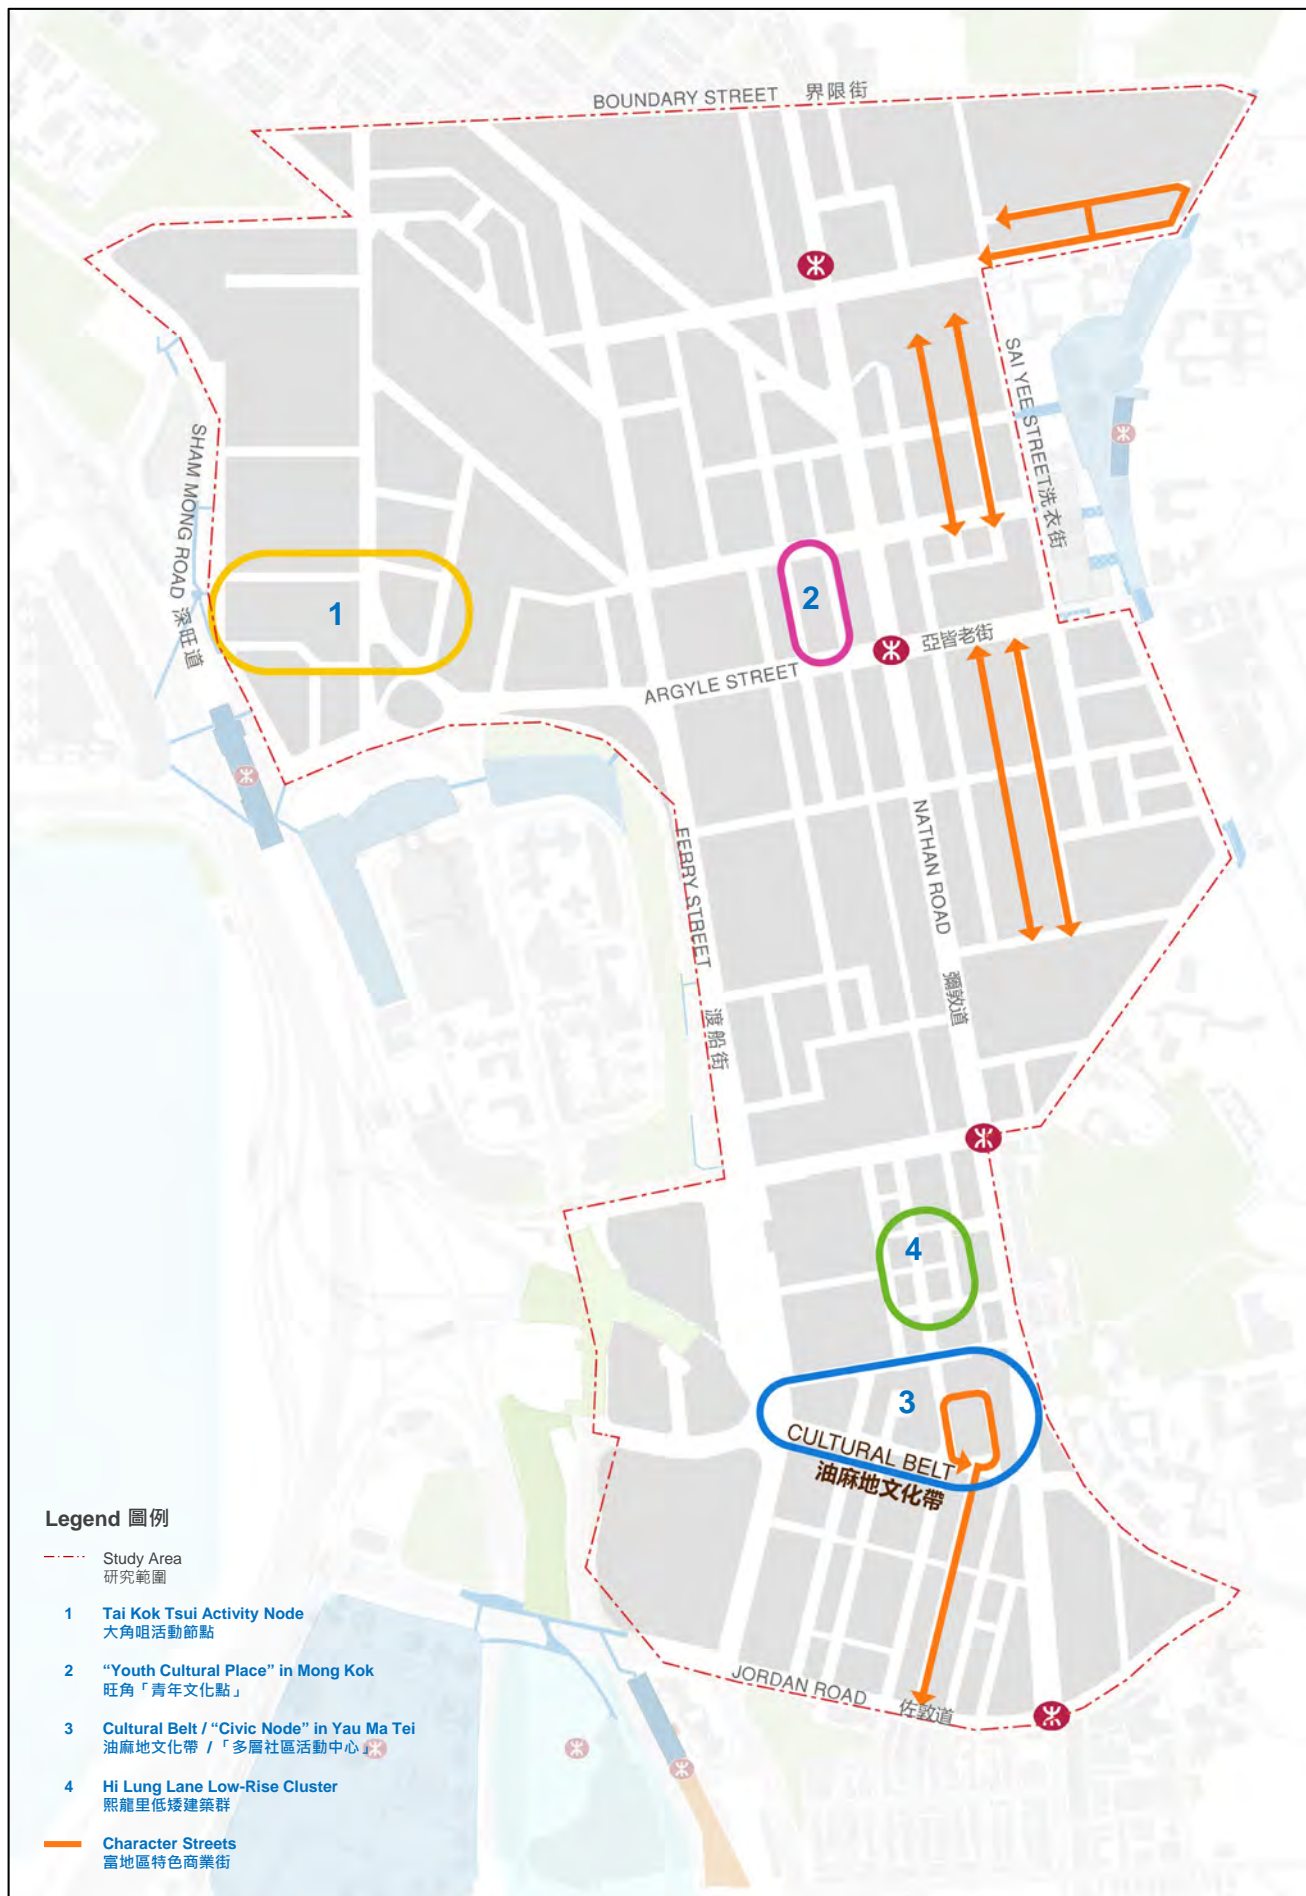 BOUNDARY STREET 界限街
SAI YEE STREET洗衣街
SHAM MONG ROAD 深旺道
1
2
亞皆老街
ARGYLE STREET
NATHAN ROAD 彌敦道
FERRY STREET 渡船街
4
3
CULTURAL BELT
油麻地文化帶
JORDAN ROAD 佐敦道
Legend 圖例
Study Area
研究範圍
1 Tai Kok Tsui Activity Node
大角咀活動節點
2 “Youth Cultural Place” in Mong Kok
旺角「青年文化點」
3 Cultural Belt / “Civic Node” in Yau Ma Tei
油麻地文化帶 / 「多層社區活動中心」
4 Hi Lung Lane Low-Rise Cluster
熙龍里低矮建築群
Character Streets
富地區特色商業街